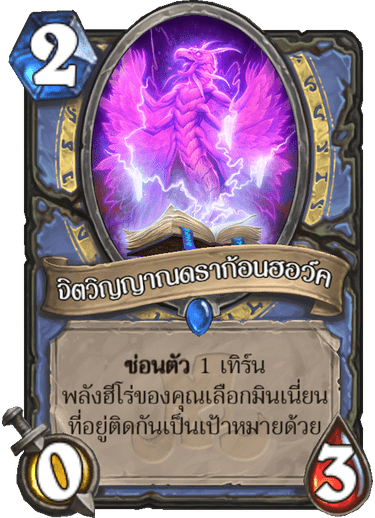 2
จิตวิญญาณดราก้อนฮอว์ค
ซ่อนตัว 1 เทิร์น
พลังฮีโร่ของคุณเลือกมินเนี่ยน
ที่อยู่ติดกันเป็นเป้าหมายด้วย
0
3